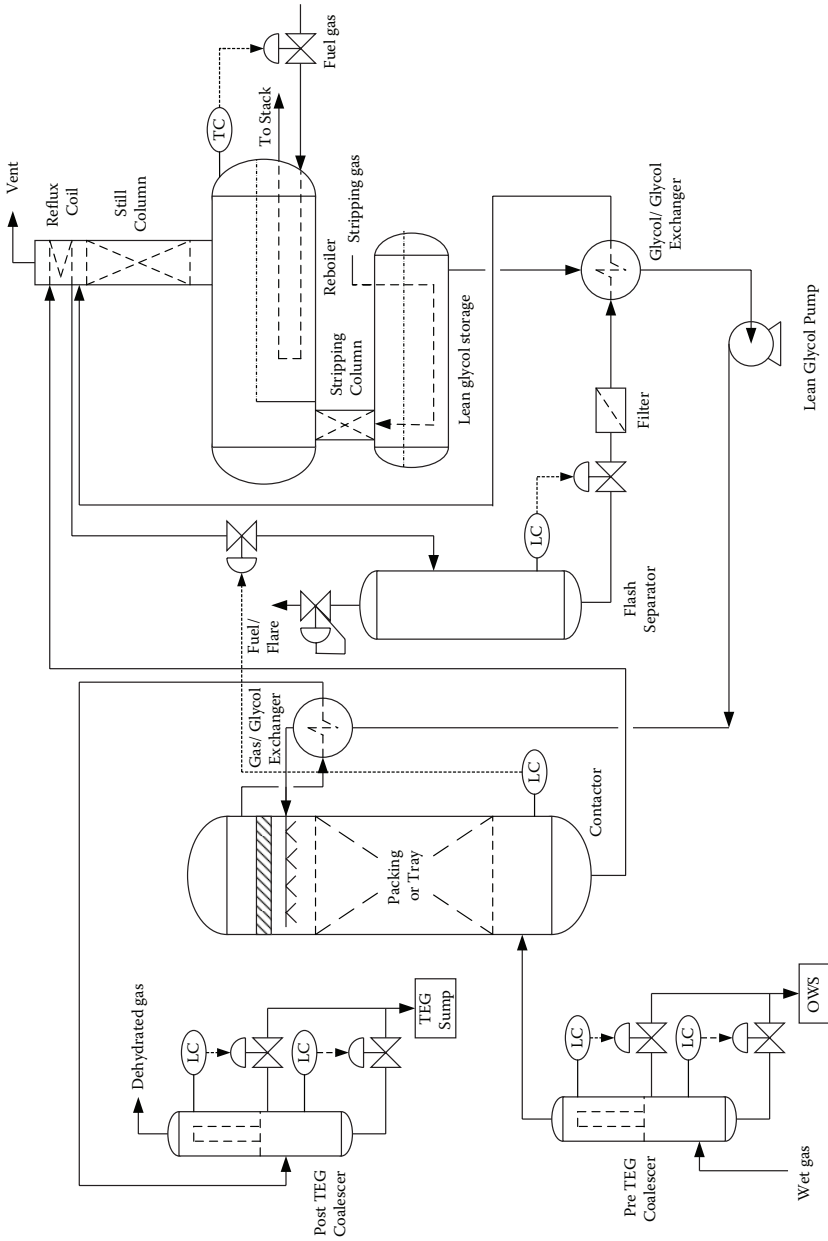 Vent
Reflux
Coil
Still
Column
TC
Fuel gas
To Stack
Reboiler
Stripping gas
Stripping
Column
Lean glycol storage
Glycol/ Glycol
Exchanger
Filter
Lean Glycol Pump
LC
Flash
Separator
Fuel/
Flare
Gas/ Glycol
Exchanger
LC
Contactor
Packing
or Tray
Dehydrated gas
LC
LC
TEG
Sump
Post TEG
Coalescer
LC
LC
OWS
Pre TEG
Coalescer
Wet gas